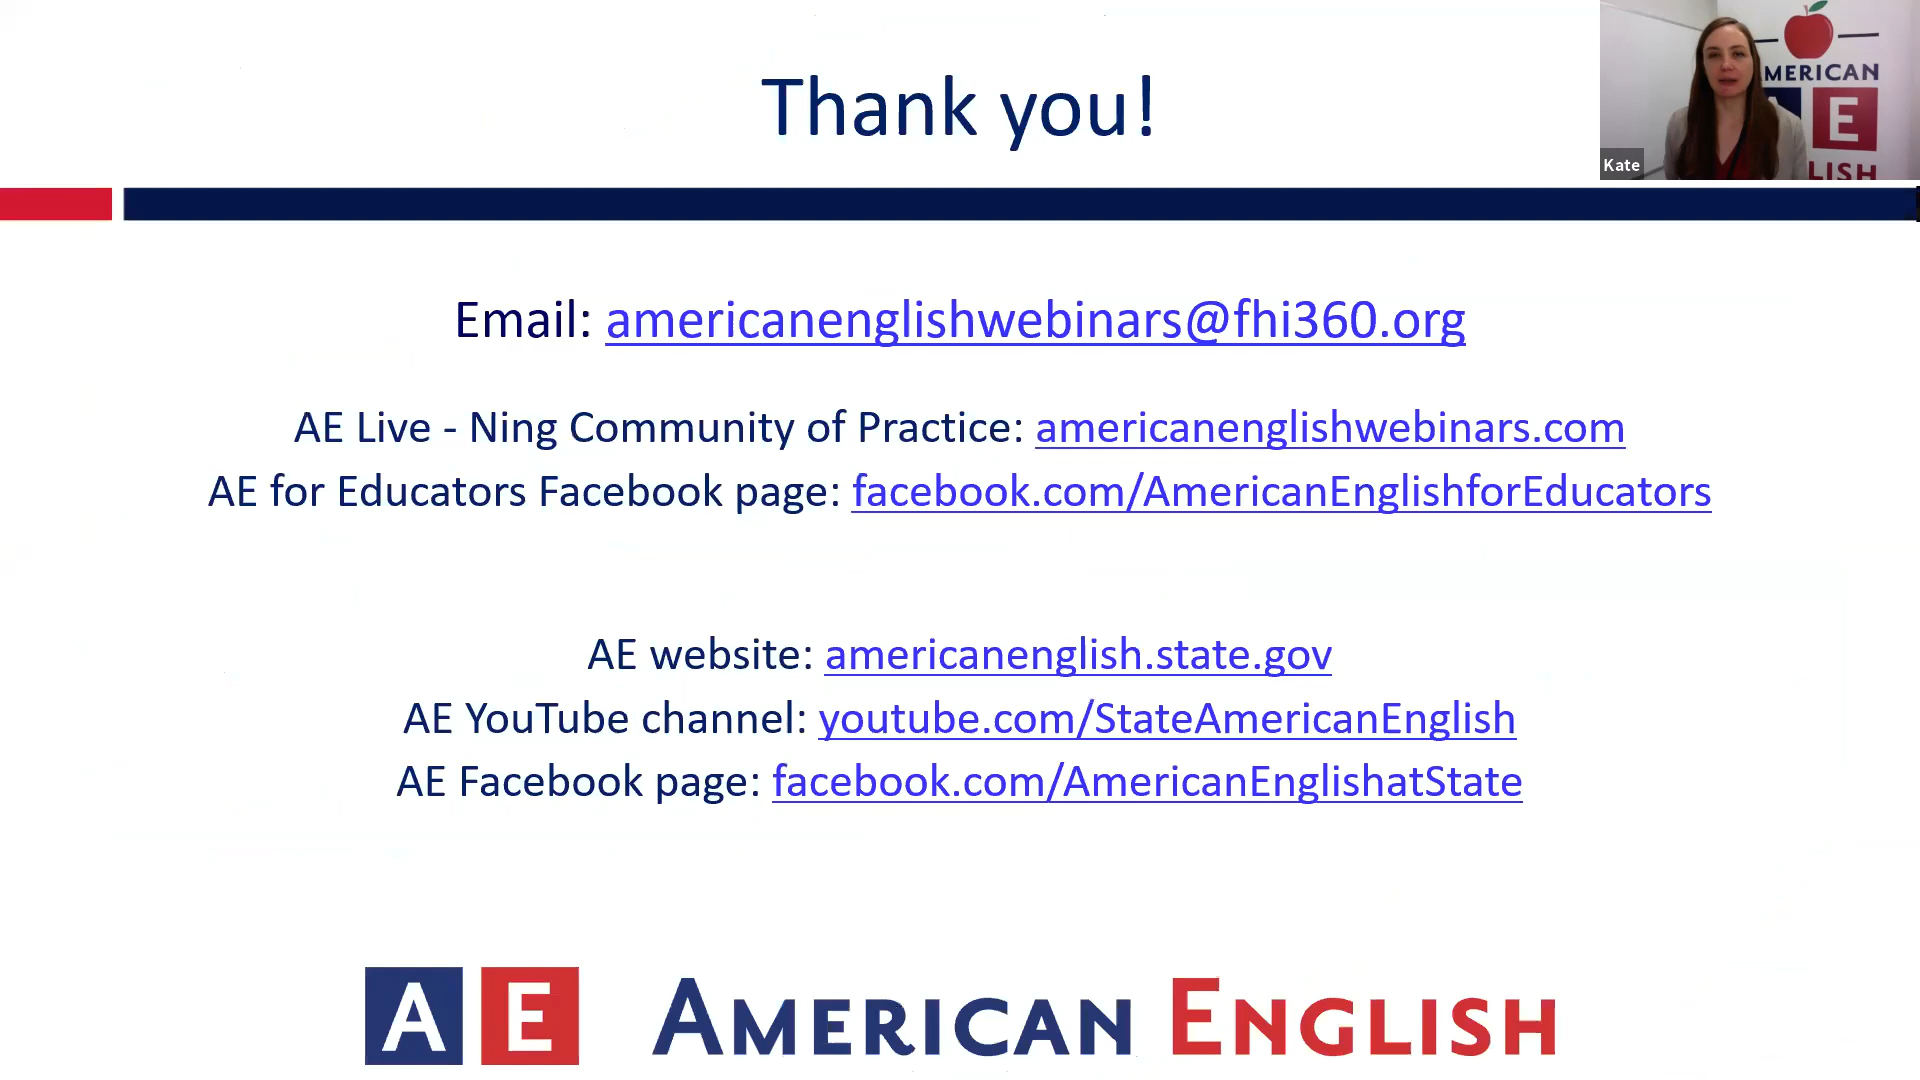 Thank you!
MERICAN
E
LISH
Kate
Email: americanenglishwebinars@fhi360.org
AE Live - Ning Community of Practice: americanenglishwebinars.com
AE for Educators Facebook page: facebook.com/AmericanEnglishforEducators
AE website: americanenglish.state.gov
AE YouTube channel: youtube.com/StateAmericanEnglish
AE Facebook page: facebook.com/AmericanEnglishatState
AE AMERICAN ENGLISH